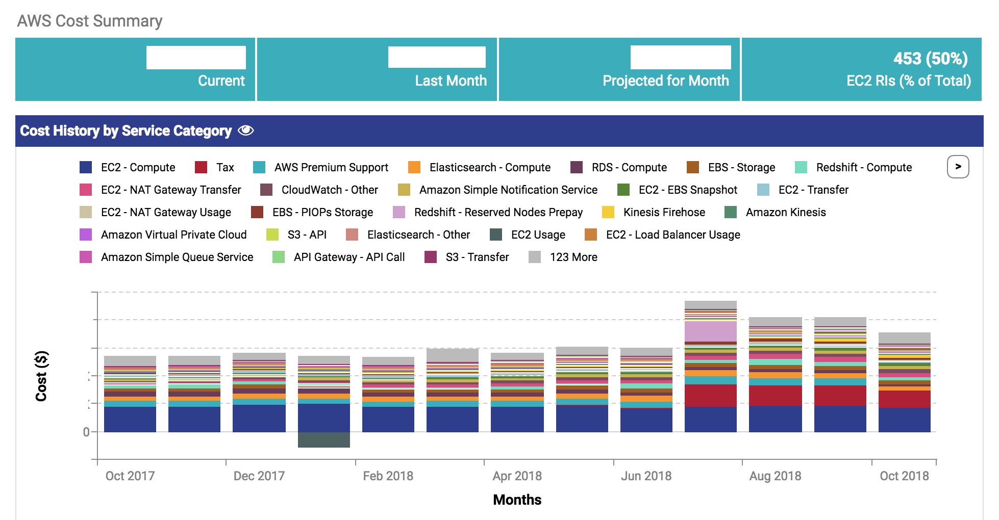 AWS Cost Summary
453 (50%)
Current
Last Month
Projected for Month
EC2 RIs (% of Total)
Cost History by Service Category
EC2 - Compute Tax AWS Premium Support Elasticsearch - Compute RDS - Compute EBS - Storage Redshift - Compute >
EC2 - NAT Gateway Transfer CloudWatch - Other Amazon Simple Notification Service EC2 - EBS Snapshot EC2 - Transfer
EC2 - NAT Gateway Usage EBS - PIOPs Storage Redshift - Reserved Nodes Prepay Kinesis Firehose Amazon Kinesis
Amazon Virtual Private Cloud S3 - API Elasticsearch - Other EC2 Usage EC2 - Load Balancer Usage
Amazon Simple Queue Service API Gateway - API Call S3 - Transfer 123 More
Cost ($)
0
Oct 2017 Dec 2017 Feb 2018 Apr 2018 Jun 2018 Aug 2018 Oct 2018
Months